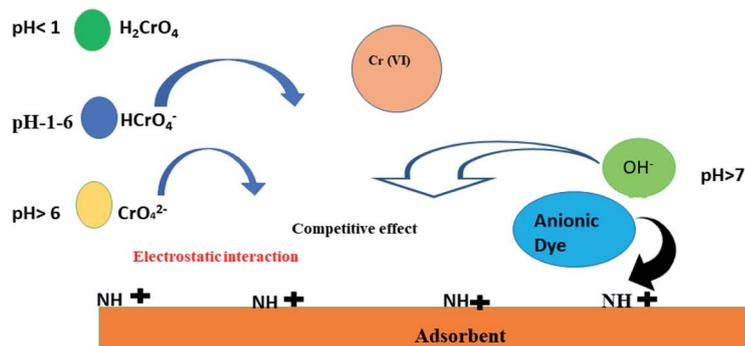 pH< 1
H₂CrO₄
Cr (VI)
pH-1-6
HCrO₄⁻
OH⁻
pH>7
pH> 6
CrO₄²⁻
Anionic
Dye
Competitive effect
Electrostatic interaction
NH +
NH +
NH +
NH +
Adsorbent